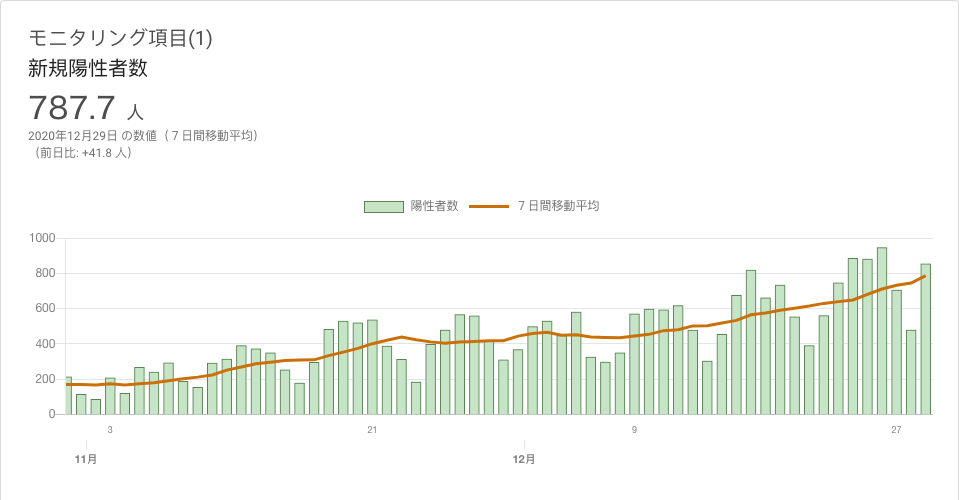 モニタリング項目(1)
新規陽性者数
787.7 人
2020年12月29日 の数値（７日間移動平均）
（前日比: +41.8 人）
陽性者数 ７日間移動平均
1000
800
600
400
200
0
3 21 9 27
11月 12月